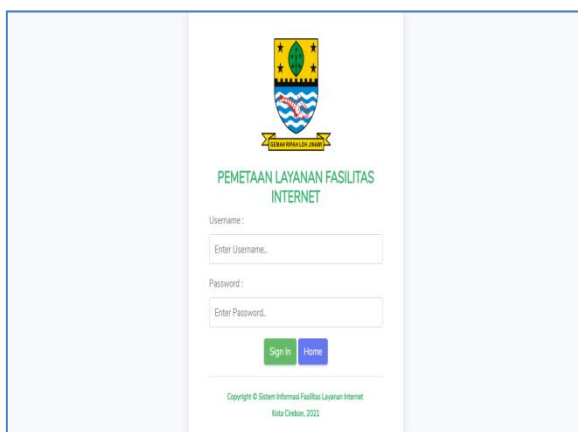 GEMAH RIPAH LOH JINAWI
PEMETAAN LAYANAN FASILITAS
INTERNET
Username :
Enter Username..
Password :
Enter Password..
Sign In
Home
Copyright © Sistem Informasi Fasilitas Layanan Internet
Kota Cirebon, 2021